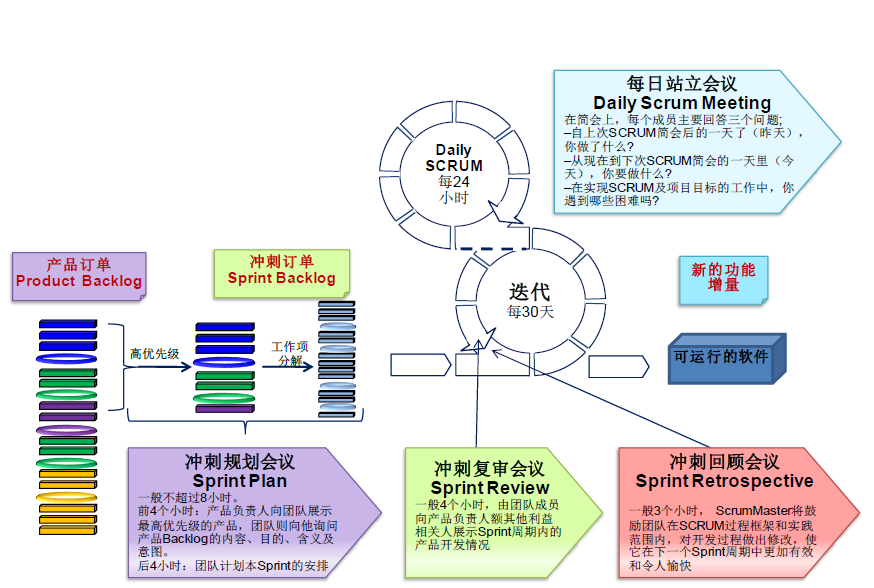 每日站立会议
Daily Scrum Meeting
在简会上，每个成员主要回答三个问题;
–自上次SCRUM简会后的一天了（昨天），
你做了什么?
–从现在到下次SCRUM简会的一天里（今
天），你要做什么?
–在实现SCRUM及项目目标的工作中，你
遇到哪些困难吗?
Daily
SCRUM
每24
小时
产品订单
Product Backlog
冲刺订单
Sprint Backlog
迭代
每30天
新的功能
增量
高优先级
工作项
分解
可运行的软件
冲刺规划会议
Sprint Plan
一般不超过8小时。
前4个小时：产品负责人向团队展示
最高优先级的产品，团队则向他询问
产品Backlog的内容、目的、含义及
意图。
后4小时：团队计划本Sprint的安排
冲刺复审会议
Sprint Review
一般4个小时，由团队成员
向产品负责人额其他利益
相关人展示Sprint周期内的
产品开发情况
冲刺回顾会议
Sprint Retrospective
一般3个小时， ScrumMaster将鼓
励团队在SCRUM过程框架和实践
范围内，对开发过程做出修改，使
它在下一个Sprint周期中更加有效
和令人愉快